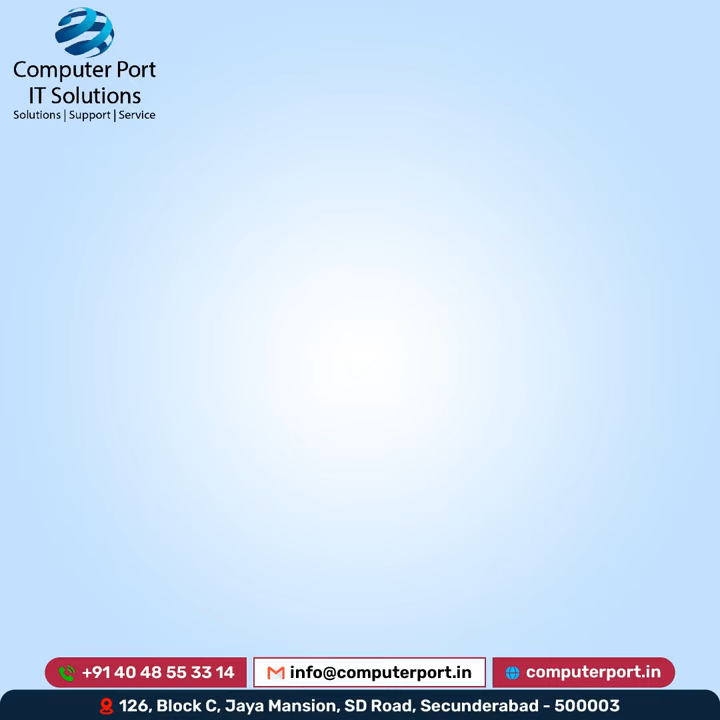 Computer Port
IT Solutions
Solutions | Support | Service
+91 40 48 55 33 14
info@computerport.in
computerport.in
126, Block C, Jaya Mansion, SD Road, Secunderabad - 500003